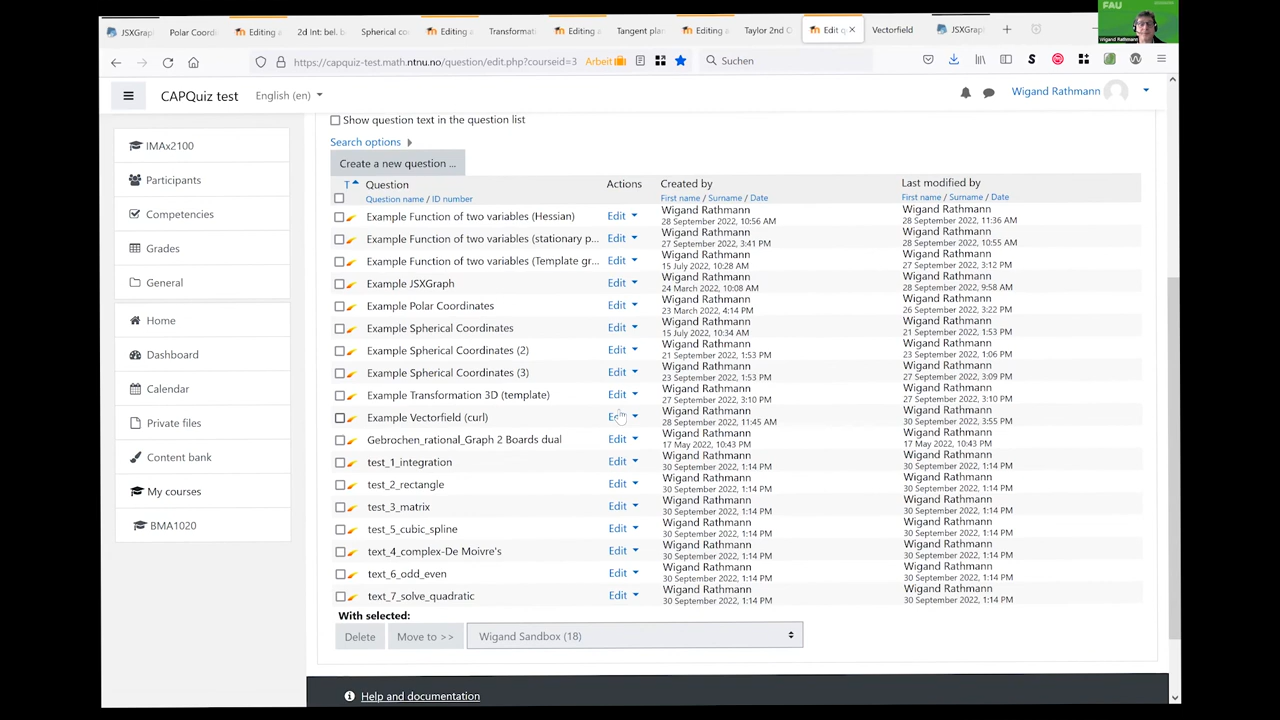 JSXGrap
Polar Coord
Editing
2d Int: bel. b
Spherical co
Editing
Transformati
Editing
Tangent plan
Editing
Taylor 2nd O
Edit q
Vectorfield
JSXGrap
FAU
Wigand Rathmann
https://capquiz-test.math.ntnu.no/question/edit.php?courseid=3
Arbeit
Suchen
CAPQuiz test
English (en)
Wigand Rathmann
IMAx2100
Participants
Competencies
Grades
General
Home
Dashboard
Calendar
Private files
Content bank
My courses
BMA1020
Show question text in the question list
Search options
Create a new question ...
T Question Actions Created by Last modified by
Question name / ID number First name / Surname / Date First name / Surname / Date
Example Function of two variables (Hessian) Edit Wigand Rathmann 28 September 2022, 10:56 AM Wigand Rathmann 28 September 2022, 11:36 AM
Example Function of two variables (stationary p... Edit Wigand Rathmann 27 September 2022, 3:41 PM Wigand Rathmann 28 September 2022, 10:55 AM
Example Function of two variables (Template gr... Edit Wigand Rathmann 15 July 2022, 10:28 AM Wigand Rathmann 27 September 2022, 3:12 PM
Example JSXGraph Edit Wigand Rathmann 24 March 2022, 10:08 AM Wigand Rathmann 28 September 2022, 9:58 AM
Example Polar Coordinates Edit Wigand Rathmann 23 March 2022, 4:14 PM Wigand Rathmann 26 September 2022, 3:22 PM
Example Spherical Coordinates Edit Wigand Rathmann 15 July 2022, 10:34 AM Wigand Rathmann 21 September 2022, 1:53 PM
Example Spherical Coordinates (2) Edit Wigand Rathmann 21 September 2022, 1:53 PM Wigand Rathmann 23 September 2022, 1:06 PM
Example Spherical Coordinates (3) Edit Wigand Rathmann 23 September 2022, 1:53 PM Wigand Rathmann 27 September 2022, 3:09 PM
Example Transformation 3D (template) Edit Wigand Rathmann 27 September 2022, 3:10 PM Wigand Rathmann 27 September 2022, 3:10 PM
Example Vectorfield (curl) Edit Wigand Rathmann 28 September 2022, 11:45 AM Wigand Rathmann 30 September 2022, 3:55 PM
Gebrochen_rational_Graph 2 Boards dual Edit Wigand Rathmann 17 May 2022, 10:43 PM Wigand Rathmann 17 May 2022, 10:43 PM
test_1_integration Edit Wigand Rathmann 30 September 2022, 1:14 PM Wigand Rathmann 30 September 2022, 1:14 PM
test_2_rectangle Edit Wigand Rathmann 30 September 2022, 1:14 PM Wigand Rathmann 30 September 2022, 1:14 PM
test_3_matrix Edit Wigand Rathmann 30 September 2022, 1:14 PM Wigand Rathmann 30 September 2022, 1:14 PM
test_5_cubic_spline Edit Wigand Rathmann 30 September 2022, 1:14 PM Wigand Rathmann 30 September 2022, 1:14 PM
text_4_complex-De Moivre's Edit Wigand Rathmann 30 September 2022, 1:14 PM Wigand Rathmann 30 September 2022, 1:14 PM
text_6_odd_even Edit Wigand Rathmann 30 September 2022, 1:14 PM Wigand Rathmann 30 September 2022, 1:14 PM
text_7_solve_quadratic Edit Wigand Rathmann 30 September 2022, 1:14 PM Wigand Rathmann 30 September 2022, 1:14 PM
With selected:
Delete
Move to >>
Wigand Sandbox (18)
Help and documentation